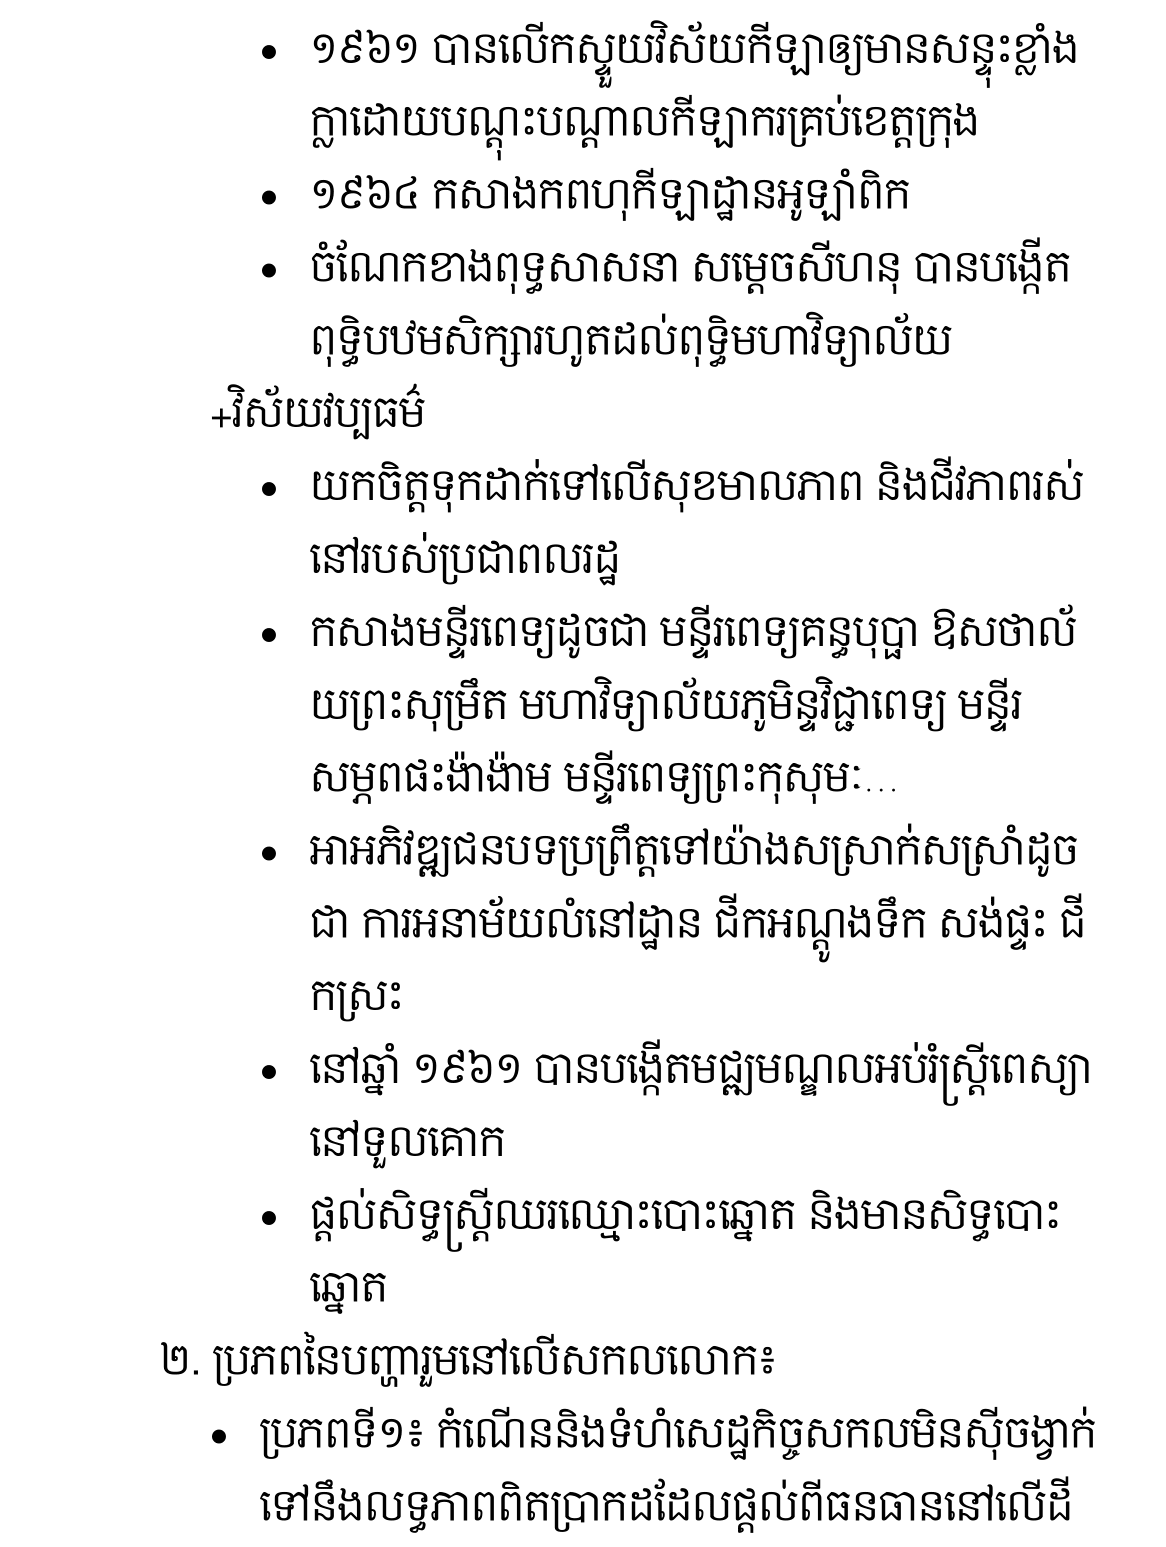 • ១៩៦១ បានលើកស្ទួយវិស័យកីឡាឲ្យមានសន្ទុះខ្លាំង
ក្លាដោយបណ្ដុះបណ្ដាលកីឡាករគ្រប់ខេត្តក្រុង
• ១៩៦៤ កសាងកពហុកីឡាដ្ឋានអូឡាំពិក
• ចំណែកខាងពុទ្ធសាសនា សម្ដេចសីហនុ បានបង្កើត
ពុទ្ធិបឋមសិក្សារហូតដល់ពុទ្ធិមហាវិទ្យាល័យ
+វិស័យវប្បធម៌
• យកចិត្តទុកដាក់ទៅលើសុខមាលភាព និងជីវភាពរស់
នៅរបស់ប្រជាពលរដ្ឋ
• កសាងមន្ទីរពេទ្យដូចជា មន្ទីរពេទ្យគន្ធបុប្ផា ឱសថាល័
យព្រះសុម្រឹត មហាវិទ្យាល័យភូមិន្ទវិជ្ជាពេទ្យ មន្ទីរ
សម្ភពផះង៉ាង៉ាម មន្ទីរពេទ្យព្រះកុសុមៈ...
• អាអភិវឌ្ឍជនបទប្រព្រឹត្តទៅយ៉ាងសស្រាក់សស្រាំដូច
ជា ការអនាម័យលំនៅដ្ឋាន ជីកអណ្ដូងទឹក សង់ផ្ទះ ជី
កស្រះ
• នៅឆ្នាំ ១៩៦១ បានបង្កើតមជ្ឈមណ្ឌលអប់រំស្ត្រីពេស្យា
នៅទួលគោក
• ផ្ដល់សិទ្ធស្ត្រីឈរឈ្មោះបោះឆ្នោត និងមានសិទ្ធបោះ
ឆ្នោត
២. ប្រភពនៃបញ្ហារួមនៅលើសកលលោក៖
• ប្រភពទី១៖ កំណើននិងទំហំសេដ្ឋកិច្ចសកលមិនស៊ីចង្វាក់
ទៅនឹងលទ្ធភាពពិតប្រាកដដែលផ្ដល់ពីធនធាននៅលើដី